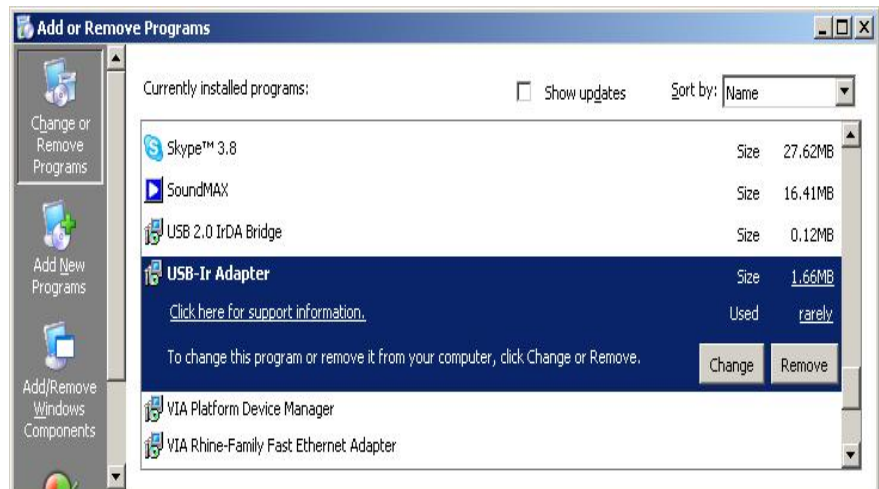 Add or Remove Programs
Change or
Remove
Programs
Add New
Programs
Add/Remove
Windows
Components
Currently installed programs:
Show updates
Sort by: Name
Skype™ 3.8 Size 27.62MB
SoundMAX Size 16.41MB
USB 2.0 IrDA Bridge Size 0.12MB
USB-Ir Adapter Size 1.66MB
Click here for support information. Used rarely
To change this program or remove it from your computer, click Change or Remove. Change Remove
VIA Platform Device Manager
VIA Rhine-Family Fast Ethernet Adapter